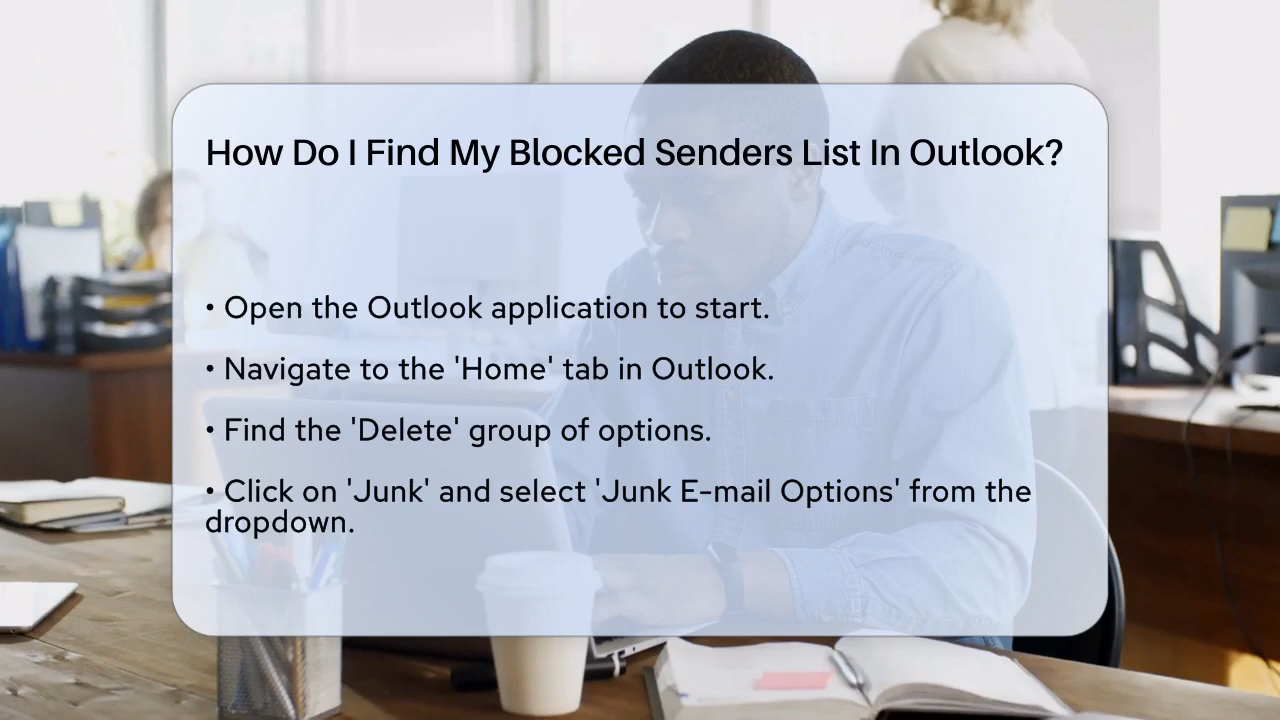 How Do I Find My Blocked Senders List In Outlook?
• Open the Outlook application to start.
• Navigate to the 'Home' tab in Outlook.
• Find the 'Delete' group of options.
• Click on 'Junk' and select 'Junk E-mail Options' from the
dropdown.